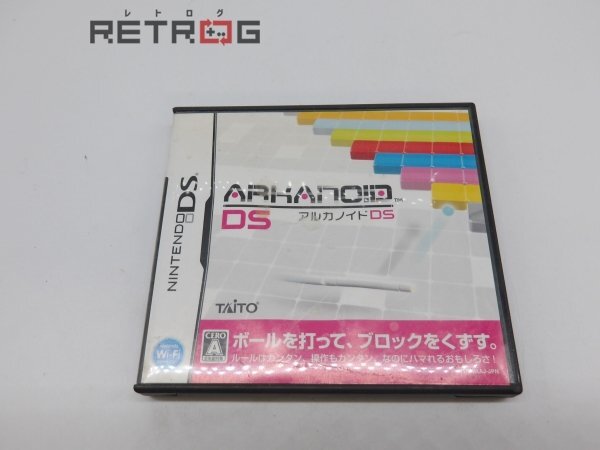 レトログ
RETROG
NINTENDO DS
ARKANOID™
DS アルカノイドDS
TAITO®
CERO
A
Wi-Fi
ボールを打って、ブロックをくずす。
ルールはカンタン、操作もカンタン、なのにハマれるおもしろさ!